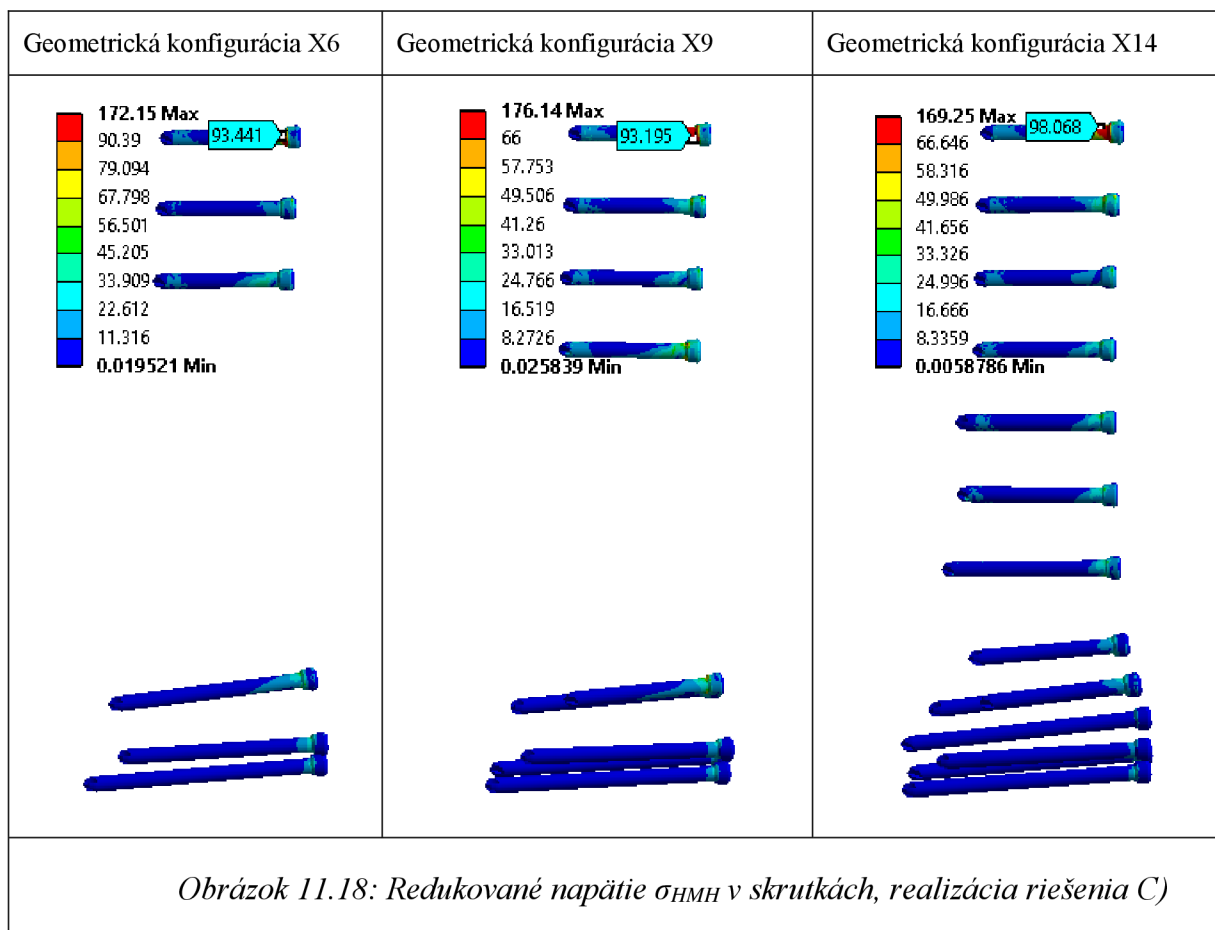 Geometrická konfigurácia X6
172.15 Max
90.39
79.094
67.798
56.501
45.205
33.909
22.612
11.316
0.019521 Min
93.441
Geometrická konfigurácia X9
176.14 Max
66
57.753
49.506
41.26
33.013
24.766
16.519
8.2726
0.025839 Min
93.195
Geometrická konfigurácia X14
169.25 Max
66.646
58.316
49.986
41.656
33.326
24.996
16.666
8.3359
0.0058786 Min
98.068
Obrázok 11.18: Redukované napätie σHMH v skrutkách, realizácia riešenia C)